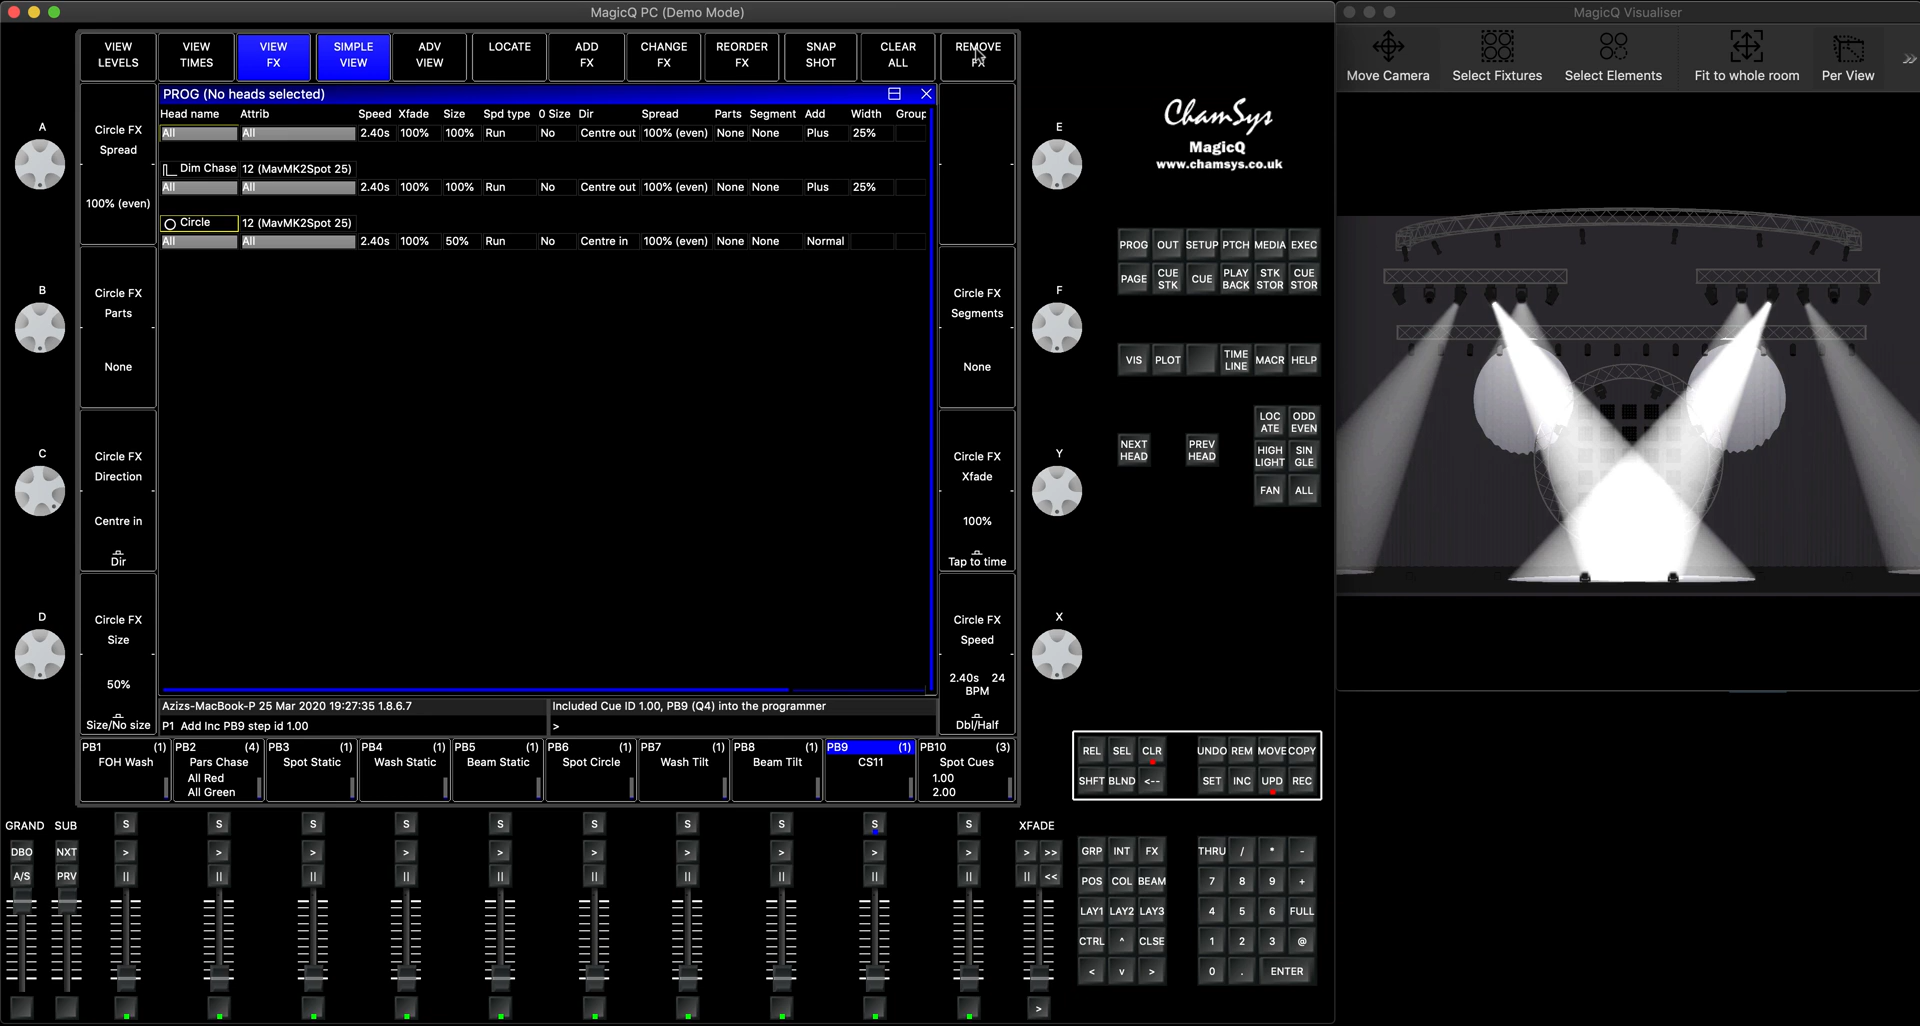 MagicQ PC (Demo Mode)
MagicQ Visualiser
VIEW LEVELS
VIEW TIMES
VIEW FX
SIMPLE VIEW
ADV VIEW
LOCATE
ADD FX
CHANGE FX
REORDER FX
SNAP SHOT
CLEAR ALL
REMOVE FX
Move Camera
Select Fixtures
Select Elements
Fit to whole room
Per View
PROG (No heads selected)
Head name Attrib Speed Xfade Size Spd type 0 Size Dir Spread Parts Segment Add Width Group
All All 2.40s 100% 100% Run No Centre out 100% (even) None None Plus 25%
Dim Chase 12 (MavMK2Spot 25)
All All 2.40s 100% 100% Run No Centre out 100% (even) None None Plus 25%
Circle 12 (MavMK2Spot 25)
All All 2.40s 100% 50% Run No Centre in 100% (even) None None Normal
A
Circle FX
Spread
100% (even)
B
Circle FX
Parts
None
C
Circle FX
Direction
Centre in
Dir
D
Circle FX
Size
50%
Size/No size
E
F
Circle FX
Segments
None
Y
Circle FX
Xfade
100%
Tap to time
X
Circle FX
Speed
2.40s 24
BPM
Dbl/Half
ChamSys
MagicQ
www.chamsys.co.uk
PROG OUT SETUP PTCH MEDIA EXEC
PAGE CUE STK CUE PLAY BACK STK STOR CUE STOR
VIS PLOT TIME LINE MACR HELP
LOC ATE ODD EVEN
NEXT HEAD PREV HEAD HIGH LIGHT SIN GLE
FAN ALL
Azizs-MacBook-P 25 Mar 2020 19:27:35 1.8.6.7
Included Cue ID 1.00, PB9 (Q4) into the programmer
P1 Add Inc PB9 step id 1.00
>
PB1 (1) PB2 (4) PB3 (1) PB4 (1) PB5 (1) PB6 (1) PB7 (1) PB8 (1) PB9 (1) PB10 (3)
FOH Wash Pars Chase Spot Static Wash Static Beam Static Spot Circle Wash Tilt Beam Tilt CS11 Spot Cues
All Red 1.00
All Green 2.00
REL SEL CLR UNDO REM MOVE COPY
SHFT BLND <-- SET INC UPD REC
GRAND SUB S S S S S S S S S S XFADE
DBO NXT > > > > > > > > > > > >>
A/S PRV || || || || || || || || || || || <<
>
GRP INT FX THRU / * -
POS COL BEAM 7 8 9 +
LAY1 LAY2 LAY3 4 5 6 FULL
CTRL ^ CLSE 1 2 3 @
< v > 0 . ENTER